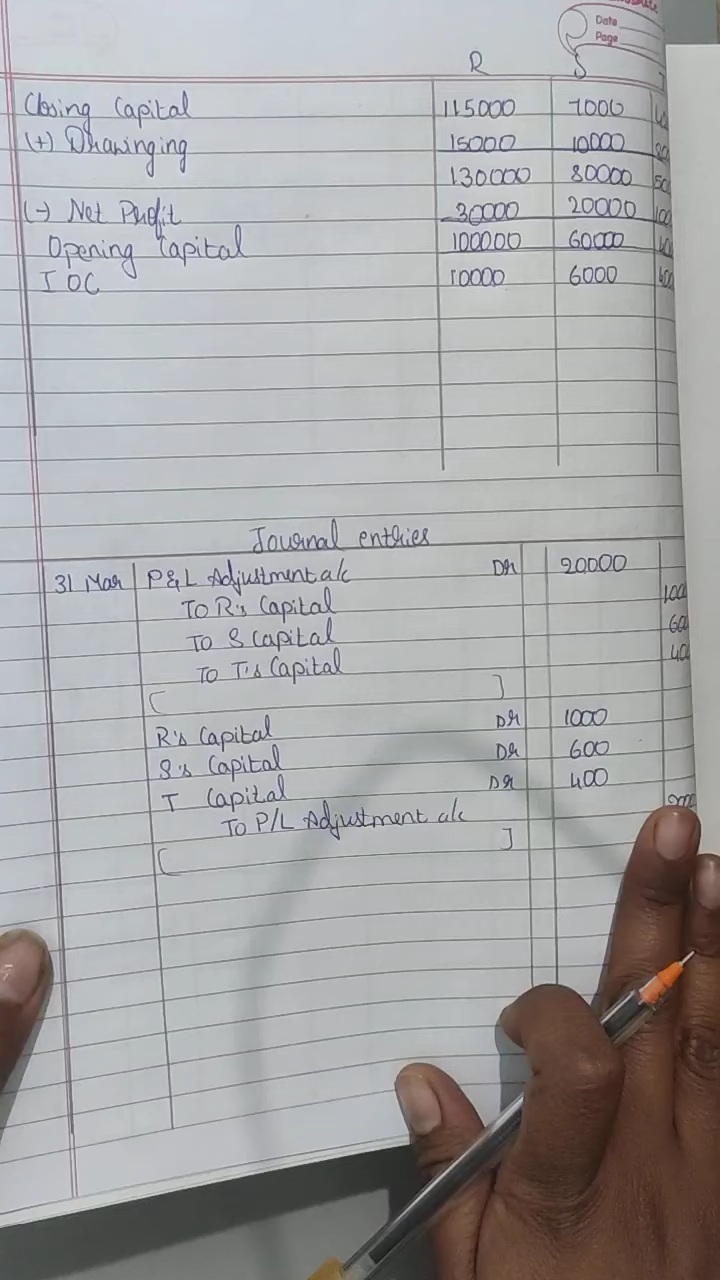 Date
Page
R S
Closing Capital 115000 7000
(+) Drawinging 15000 10000
130000 80000
(-) Net Profit 30000 20000
Opening Capital 100000 60000
I OC 10000 6000
Journal entries
31 Mar P&L Adjustment a/c DR 20000
To R's Capital
To S Capital
To T's Capital
[ ]
R's Capital DR 1000
S's Capital DR 600
T Capital DR 400
To P/L Adjustment a/c
[ ]